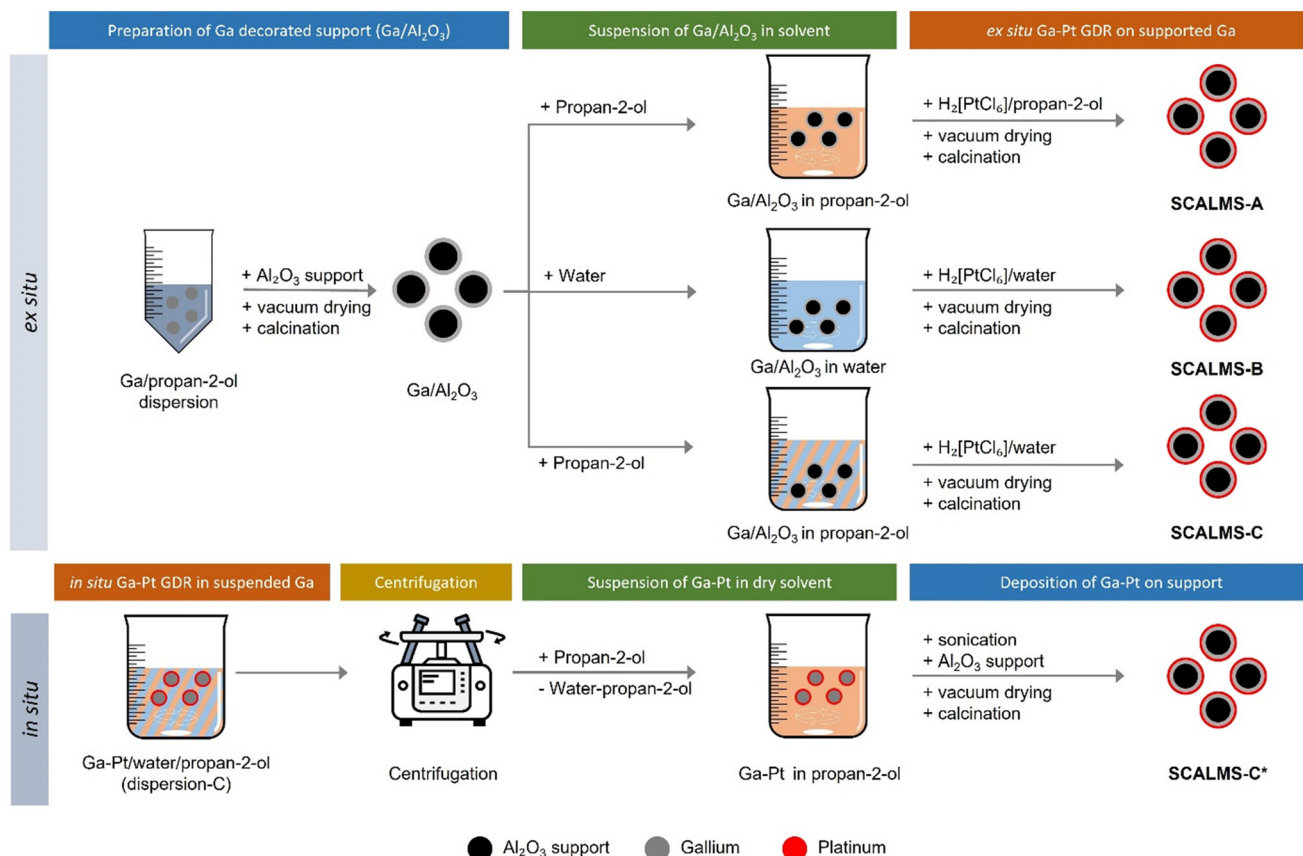 Preparation of Ga decorated support (Ga/Al₂O₃)
Suspension of Ga/Al₂O₃ in solvent
ex situ Ga-Pt GDR on supported Ga
ex situ
Ga/propan-2-ol
dispersion
+ Al₂O₃ support
+ vacuum drying
+ calcination
Ga/Al₂O₃
+ Propan-2-ol
Ga/Al₂O₃ in propan-2-ol
+ H₂[PtCl₆]/propan-2-ol
+ vacuum drying
+ calcination
SCALMS-A
+ Water
Ga/Al₂O₃ in water
+ H₂[PtCl₆]/water
+ vacuum drying
+ calcination
SCALMS-B
+ Propan-2-ol
Ga/Al₂O₃ in propan-2-ol
+ H₂[PtCl₆]/water
+ vacuum drying
+ calcination
SCALMS-C
in situ Ga-Pt GDR in suspended Ga
Centrifugation
Suspension of Ga-Pt in dry solvent
Deposition of Ga-Pt on support
in situ
Ga-Pt/water/propan-2-ol
(dispersion-C)
Centrifugation
+ Propan-2-ol
- Water-propan-2-ol
Ga-Pt in propan-2-ol
+ sonication
+ Al₂O₃ support
+ vacuum drying
+ calcination
SCALMS-C*
Al₂O₃ support
Gallium
Platinum